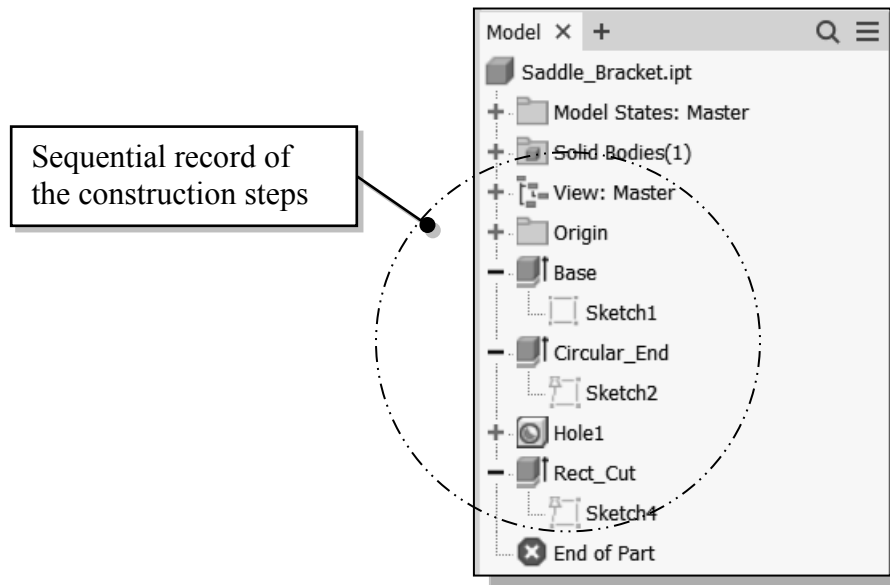 Model × +
Saddle_Bracket.ipt
Model States: Master
Solid Bodies(1)
View: Master
Origin
Base
Sketch1
Circular_End
Sketch2
Hole1
Rect_Cut
Sketch4
End of Part
Sequential record of
the construction steps